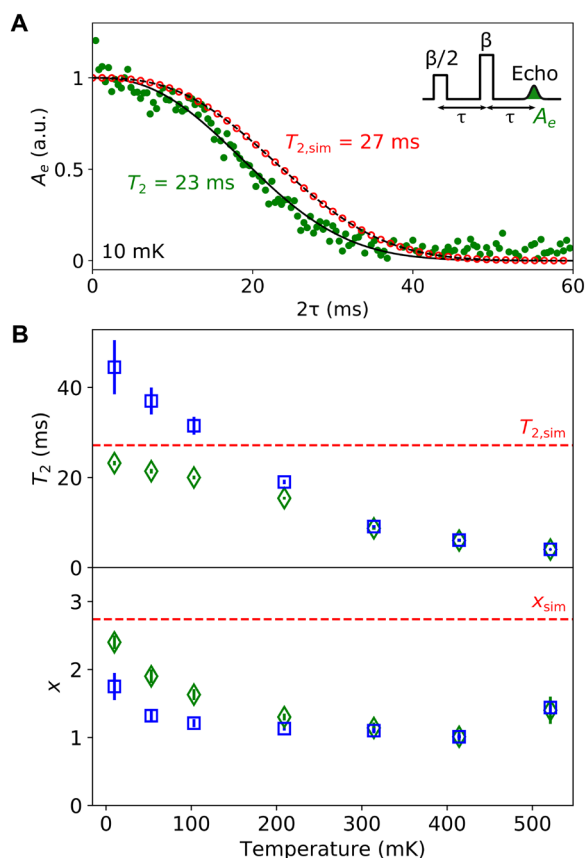 A
1
0.5
0
A_e (a.u.)
T_2,sim = 27 ms
T_2 = 23 ms
10 mK
β/2
β
Echo
τ
τ
A_e
0
20
40
60
2τ (ms)
B
40
20
0
T_2 (ms)
T_2,sim
3
2
1
0
x
x_sim
0
100
200
300
400
500
Temperature (mK)